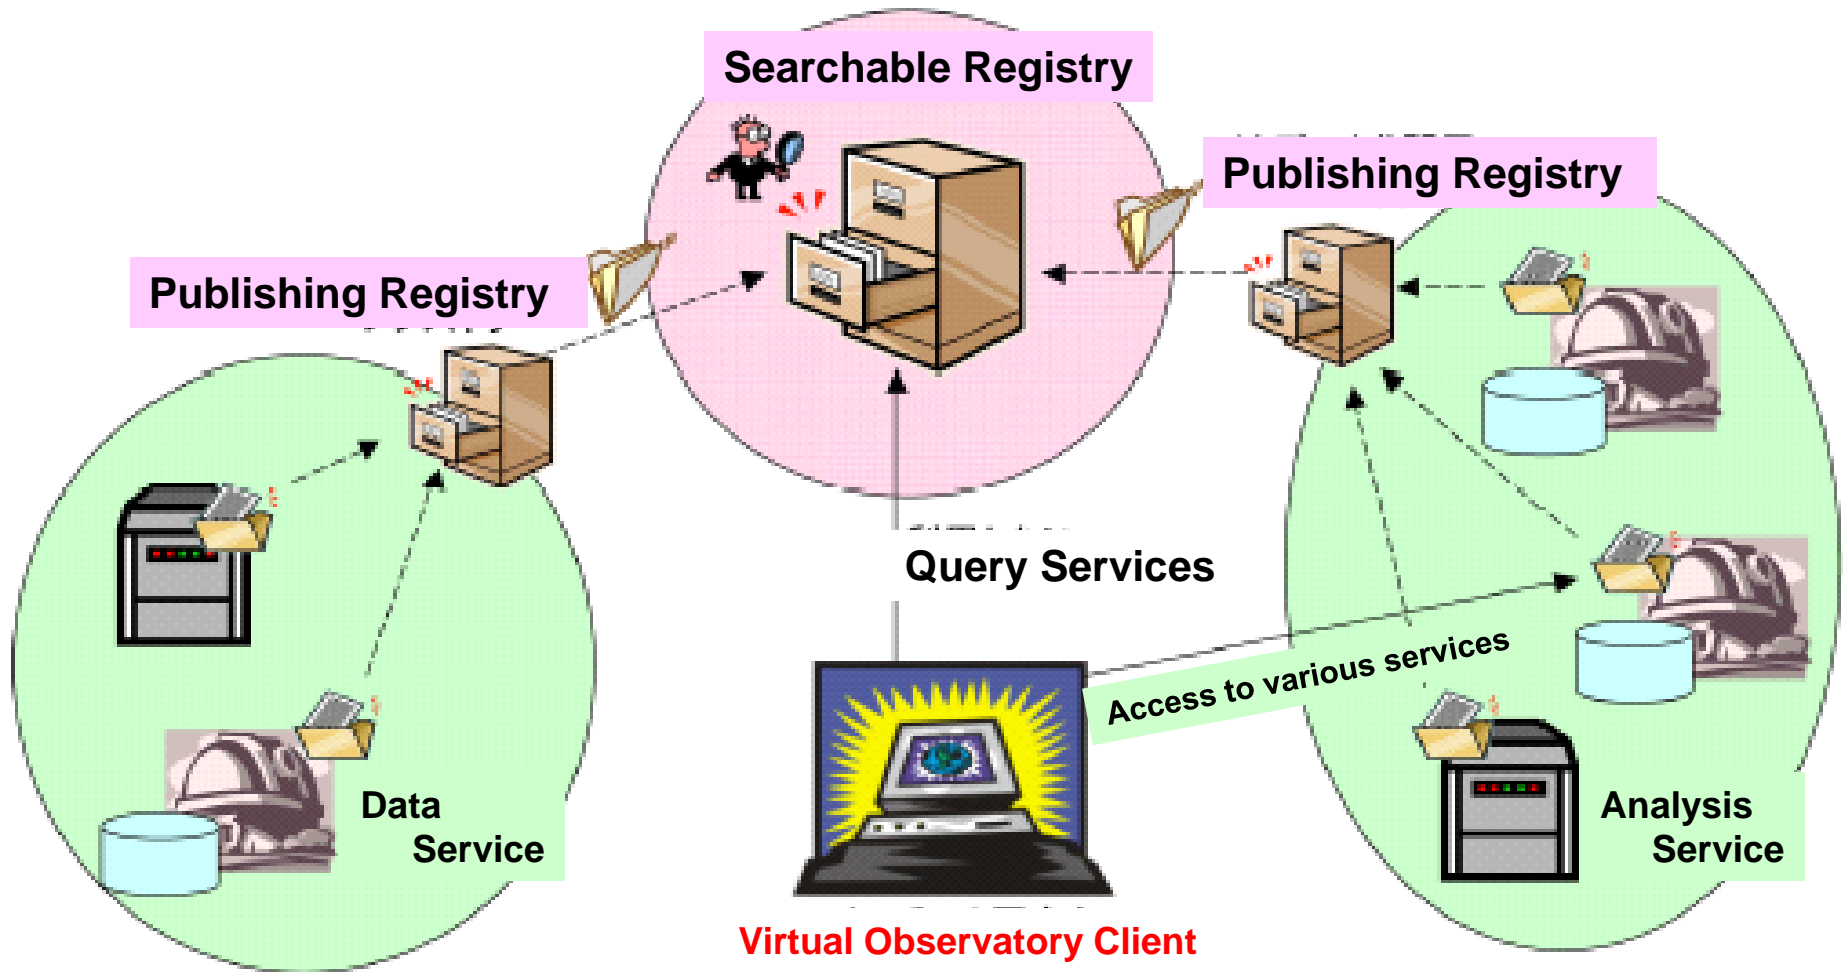 Searchable Registry
Publishing Registry
Publishing Registry
Query Services
Access to various services
Data
Service
Analysis
Service
Virtual Observatory Client